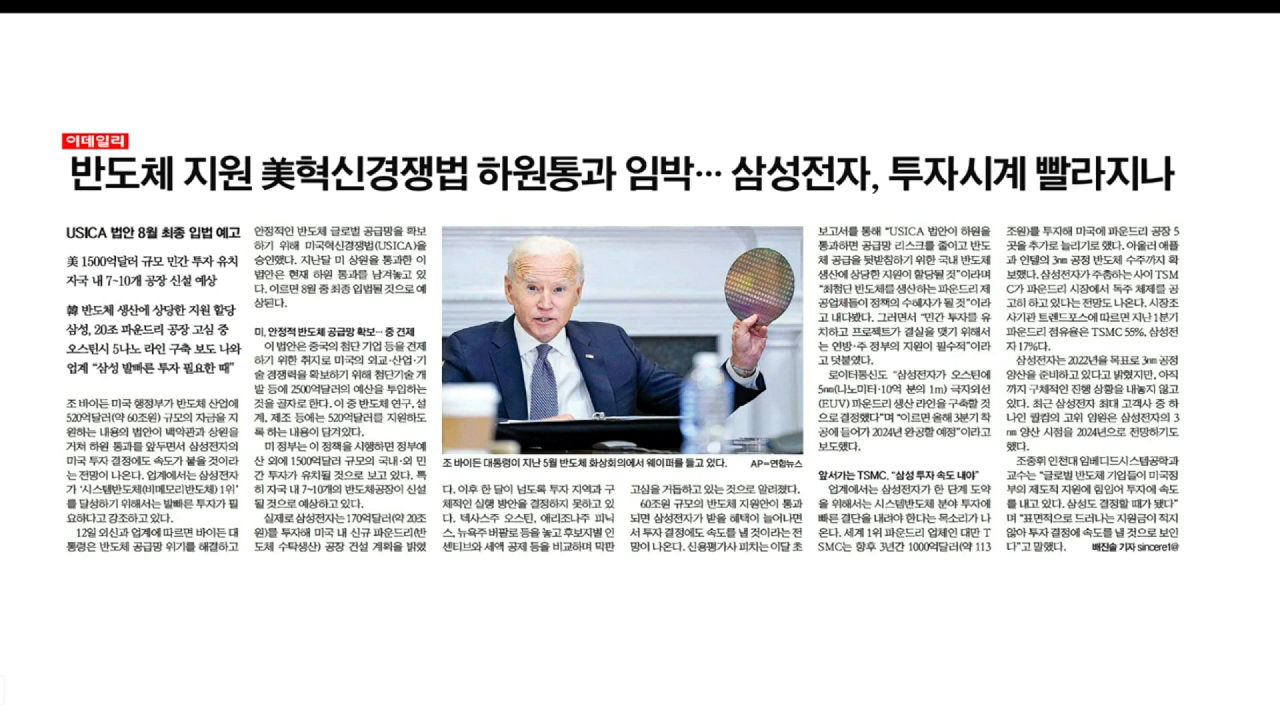 이데일리
반도체 지원 美혁신경쟁법 하원통과 임박… 삼성전자, 투자시계 빨라지나
USICA 법안 8월 최종 입법 예고
美 1500억달러 규모 민간 투자 유치
자국 내 7~10개 공장 신설 예상
韓 반도체 생산에 상당한 지원 할당
삼성, 20조 파운드리 공장 고심 중
오스틴시 5나노 라인 구축 보도 나와
업계 “삼성 발빠른 투자 필요한 때”
조 바이든 미국 행정부가 반도체 산업에
520억달러(약 60조원) 규모의 자금을 지
원하는 내용의 법안이 백악관과 상원을
거쳐 하원 통과를 앞두면서 삼성전자의
미국 투자 결정에도 속도가 붙을 것이라
는 전망이 나온다. 업계에서는 삼성전자
가 ‘시스템반도체(비메모리반도체) 1위’
를 달성하기 위해서는 발빠른 투자가 필
요하다고 강조하고 있다.
12일 외신과 업계에 따르면 바이든 대
통령은 반도체 공급망 위기를 해결하고
안정적인 반도체 글로벌 공급망을 확보
하기 위해 미국혁신경쟁법(USICA)을
승인했다. 지난달 미 상원을 통과한 이
법안은 현재 하원 통과를 남겨놓고 있
다. 이르면 8월 중 최종 입법될 것으로 예
상된다.
미, 안정적 반도체 공급망 확보… 중 견제
이 법안은 중국의 첨단 기업 등을 견제
하기 위한 취지로 미국의 외교·산업·기
술 경쟁력을 확보하기 위해 첨단기술 개
발 등에 2500억달러의 예산을 투입하는
것을 골자로 한다. 이 중 반도체 연구, 설
계, 제조 등에는 520억달러를 지원하도
록 하는 내용이 담겨있다.
미 정부는 이 정책을 시행하면 정부예
산 외에 1500억달러 규모의 국내·외 민
간 투자가 유치될 것으로 보고 있다. 특
히 자국 내 7~10개의 반도체공장이 신설
될 것으로 예상하고 있다.
실제로 삼성전자는 170억달러(약 20조
원)를 투자해 미국 내 신규 파운드리(반
도체 수탁생산) 공장 건설 계획을 밝혔
조 바이든 대통령이 지난 5월 반도체 화상회의에서 웨이퍼를 들고 있다. AP=연합뉴스
다. 이후 한 달이 넘도록 투자 지역과 구
체적인 실행 방안을 결정하지 못하고 있
다. 텍사스주 오스틴, 애리조나주 피닉
스, 뉴욕주 버팔로 등을 놓고 후보지별 인
센티브와 세액 공제 등을 비교하며 막판
고심을 거듭하고 있는 것으로 알려졌다.
60조원 규모의 반도체 지원안이 통과
되면 삼성전자가 받을 혜택이 늘어나면
서 투자 결정에도 속도를 낼 것이라는 전
망이 나온다. 신용평가사 피치는 이달 초
보고서를 통해 “USICA 법안이 하원을
통과하면 공급망 리스크를 줄이고 반도
체 공급을 뒷받침하기 위한 국내 반도체
생산에 상당한 지원이 할당될 것”이라며
“최첨단 반도체를 생산하는 파운드리 제
공업체들이 정책의 수혜자가 될 것”이라
고 내다봤다. 그러면서 “민간 투자를 유
치하고 프로젝트가 결실을 맺기 위해서
는 연방·주 정부의 지원이 필수적”이라
고 덧붙였다.
로이터통신도 “삼성전자가 오스틴에
5㎚(나노미터·10억 분의 1m) 극자외선
(EUV) 파운드리 생산 라인을 구축할 것
으로 결정했다”며 “이르면 올해 3분기 착
공에 들어가 2024년 완공할 예정”이라고
했다.
앞서가는 TSMC, “삼성 투자 속도 내야”
업계에서는 삼성전자가 한 단계 도약
을 위해서는 시스템반도체 분야 투자에
빠른 결단을 내려야 한다는 목소리가 나
온다. 세계 1위 파운드리 업체인 대만 T
SMC는 향후 3년간 1000억달러(약 113
조원)를 투자해 미국에 파운드리 공장 5
곳을 추가로 늘리기로 했다. 아울러 애플
과 인텔의 3㎚ 공정 반도체 수주까지 확
보했다. 삼성전자가 주춤하는 사이 TSM
C가 파운드리 시장에서 독주 체제를 공
고히 하고 있다는 전망도 나온다. 시장조
사기관 트렌드포스에 따르면 지난 1분기
파운드리 점유율은 TSMC 55%, 삼성전
자 17%다.
삼성전자는 2022년을 목표로 3㎚ 공정
양산을 준비하고 있다고 밝혔지만, 아직
까지 구체적인 진행 상황을 내놓지 않고
있다. 최근 삼성전자 최대 고객사 중 하
나인 퀄컴의 고위 임원은 삼성전자의 3
㎚ 양산 시점을 2024년으로 전망하기도
했다.
조중휘 인천대 임베디드시스템공학과
교수는 “글로벌 반도체 기업들이 미국정
부의 제도적 지원에 힘입어 투자에 속도
를 내고 있다. 삼성도 결정할 때가 됐다”
며 “표면적으로 드러나는 지원금이 적지
않아 투자 결정에 속도를 낼 것으로 보인
다”고 말했다. 배진솔 기자 sincere1@